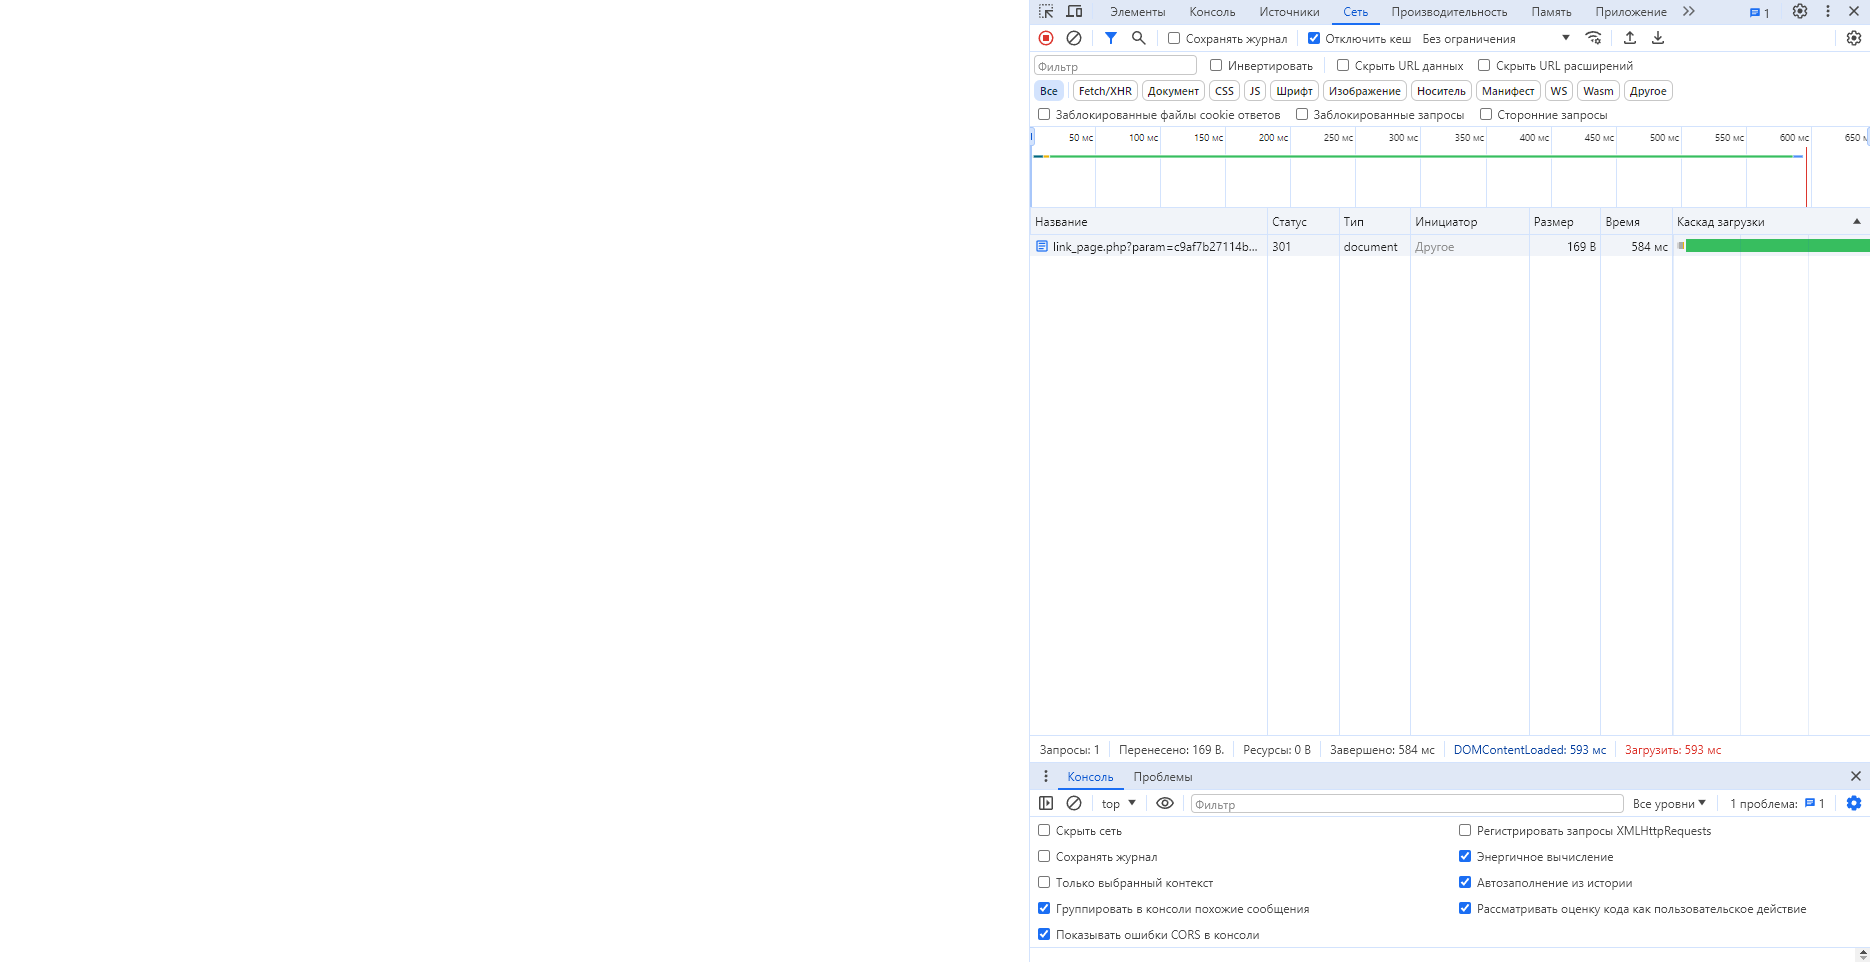 Элементы Консоль Источники Сеть Производительность Память Приложение 1
Сохранять журнал Отключить кеш Без ограничения
Фильтр Инвертировать Скрыть URL данных Скрыть URL расширений
Все Fetch/XHR Документ CSS JS Шрифт Изображение Носитель Манифест WS Wasm Другое
Заблокированные файлы cookie ответов Заблокированные запросы Сторонние запросы
50 мс 100 мс 150 мс 200 мс 250 мс 300 мс 350 мс 400 мс 450 мс 500 мс 550 мс 600 мс 650 м
Название Статус Тип Инициатор Размер Время Каскад загрузки
link_page.php?param=c9af7b27114b... 301 document Другое 169 B 584 мс
Запросы: 1 Перенесено: 169 B. Ресурсы: 0 B Завершено: 584 мс DOMContentLoaded: 593 мс Загрузить: 593 мс
Консоль Проблемы
top Фильтр Все уровни 1 проблема: 1
Скрыть сеть Регистрировать запросы XMLHttpRequests
Сохранять журнал Энергичное вычисление
Только выбранный контекст Автозаполнение из истории
Группировать в консоли похожие сообщения Рассматривать оценку кода как пользовательское действие
Показывать ошибки CORS в консоли